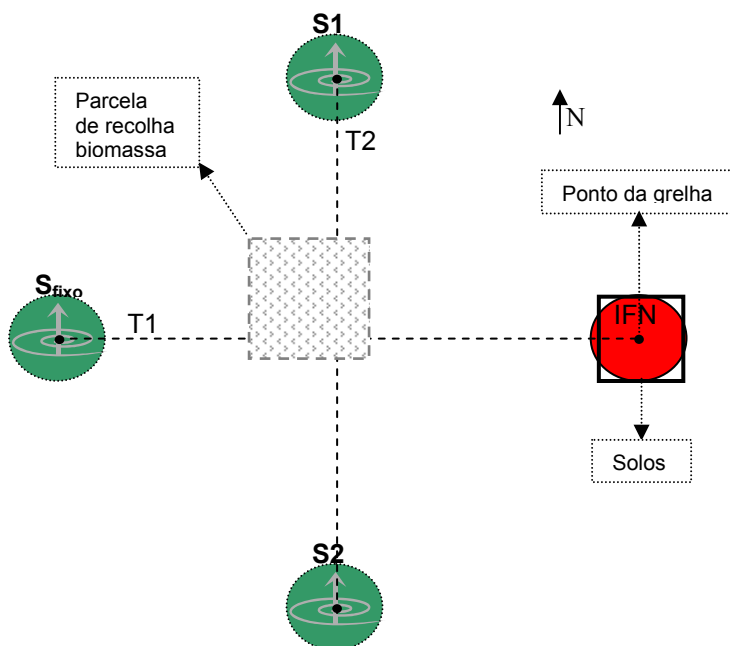 S1
Parcela
de recolha
biomassa
T2
N
Ponto da grelha
Sfixo
T1
IFN
Solos
S2